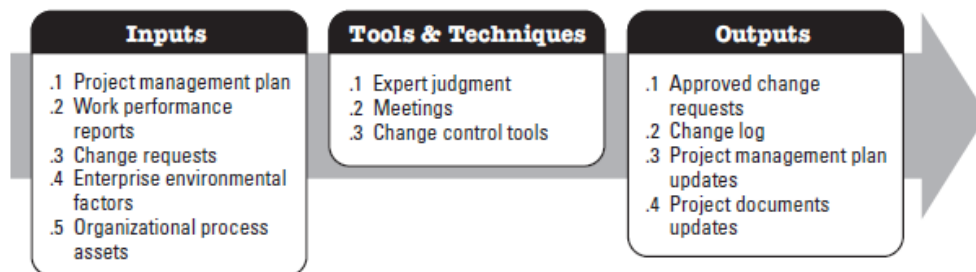 Inputs
.1 Project management plan
.2 Work performance
reports
.3 Change requests
.4 Enterprise environmental
factors
.5 Organizational process
assets
Tools & Techniques
.1 Expert judgment
.2 Meetings
.3 Change control tools
Outputs
.1 Approved change
requests
.2 Change log
.3 Project management plan
updates
.4 Project documents
updates